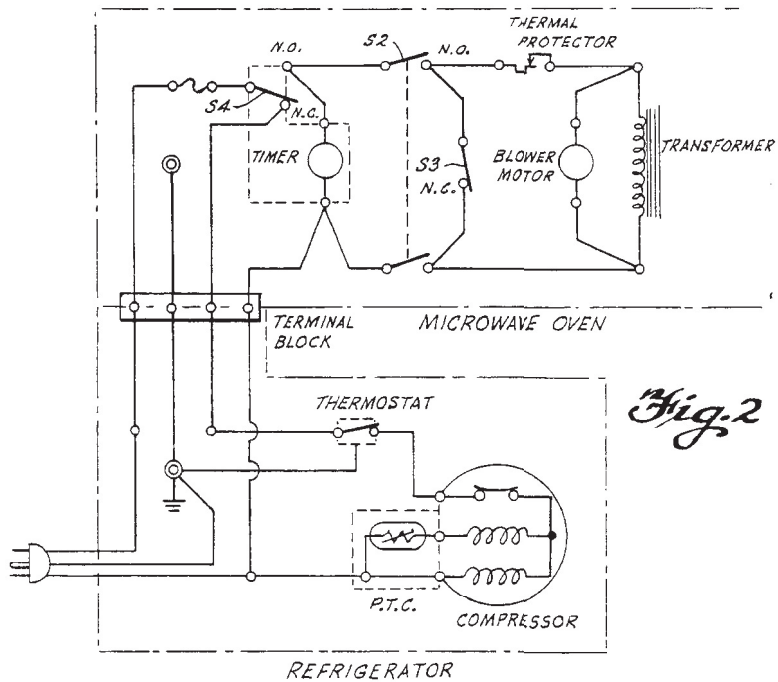 THERMAL
PROTECTOR
S2
N.O.
N.O.
S4
N.C.
TIMER
S3
N.C.
BLOWER
MOTOR
TRANSFORMER
TERMINAL
BLOCK
MICROWAVE OVEN
THERMOSTAT
Fig. 2
P.T.C.
COMPRESSOR
REFRIGERATOR